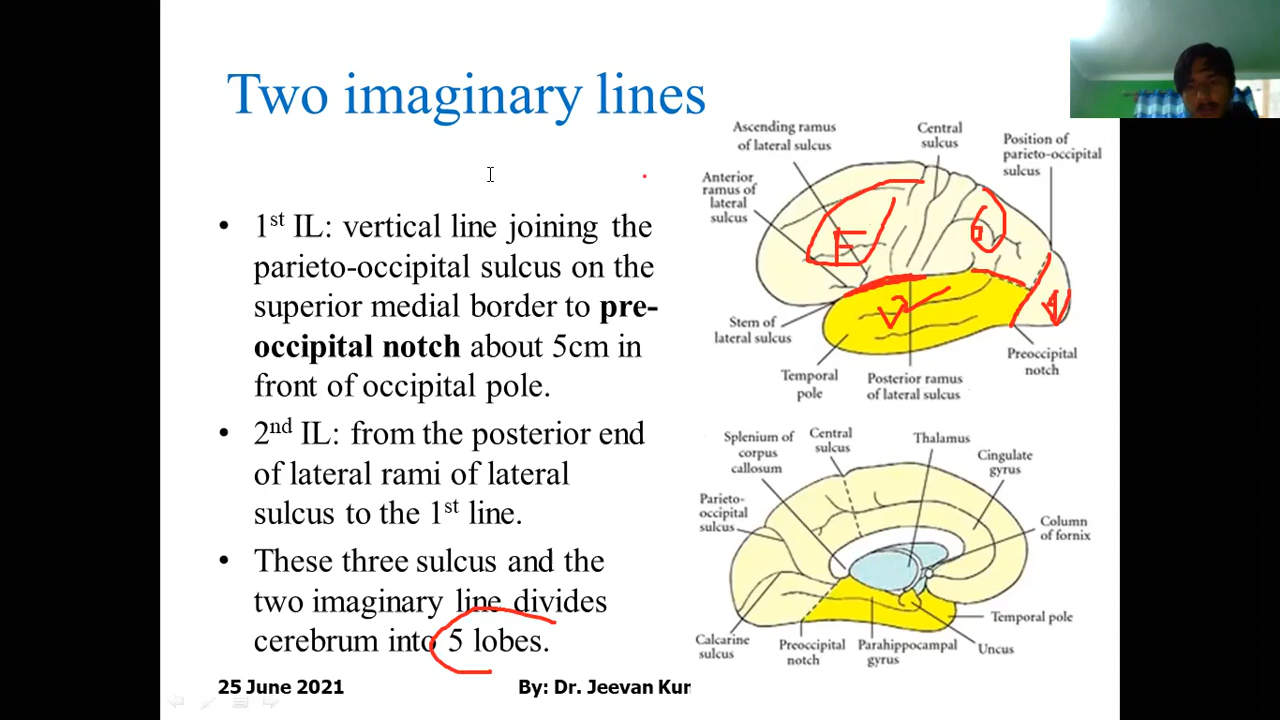 Two imaginary lines
• 1st IL: vertical line joining the
parieto-occipital sulcus on the
superior medial border to pre-
occipital notch about 5cm in
front of occipital pole.
• 2nd IL: from the posterior end
of lateral rami of lateral
sulcus to the 1st line.
• These three sulcus and the
two imaginary line divides
cerebrum into 5 lobes.
Ascending ramus
of lateral sulcus
Central
sulcus
Position of
parieto-occipital
sulcus
Anterior
ramus of
lateral
sulcus
F
Stem of
lateral sulcus
Preoccipital
notch
Temporal
pole
Posterior ramus
of lateral sulcus
Splenium of
corpus
callosum
Central
sulcus
Thalamus
Cingulate
gyrus
Parieto-
occipital
sulcus
Column
of fornix
Temporal pole
Calcarine
sulcus
Preoccipital
notch
Parahippocampal
gyrus
Uncus
25 June 2021
By: Dr. Jeevan Kun